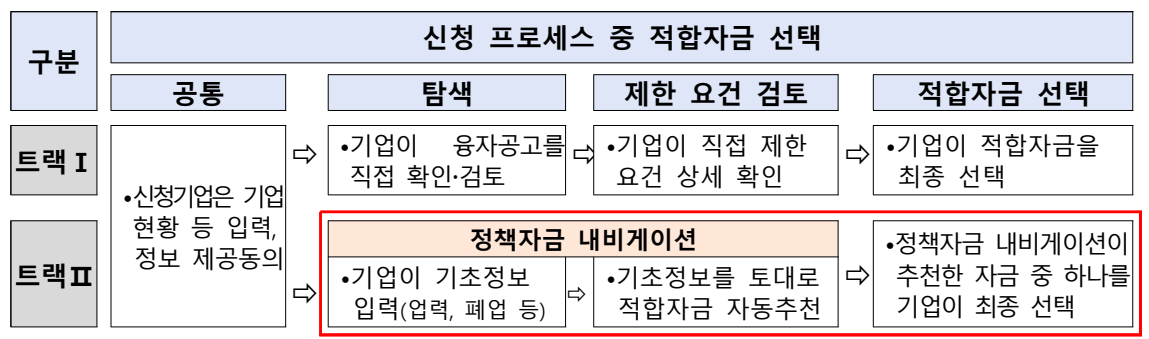 구분
신청 프로세스 중 적합자금 선택
공통
탐색
제한 요건 검토
적합자금 선택
트랙Ⅰ
•신청기업은 기업
현황 등 입력,
정보 제공동의
⇨
•기업이 융자공고를
직접 확인·검토
⇨
•기업이 직접 제한
요건 상세 확인
⇨
•기업이 적합자금을
최종 선택
트랙Ⅱ
⇨
정책자금 내비게이션
•기업이 기초정보
입력(업력, 폐업 등)
⇨
•기초정보를 토대로
적합자금 자동추천
⇨
•정책자금 내비게이션이
추천한 자금 중 하나를
기업이 최종 선택